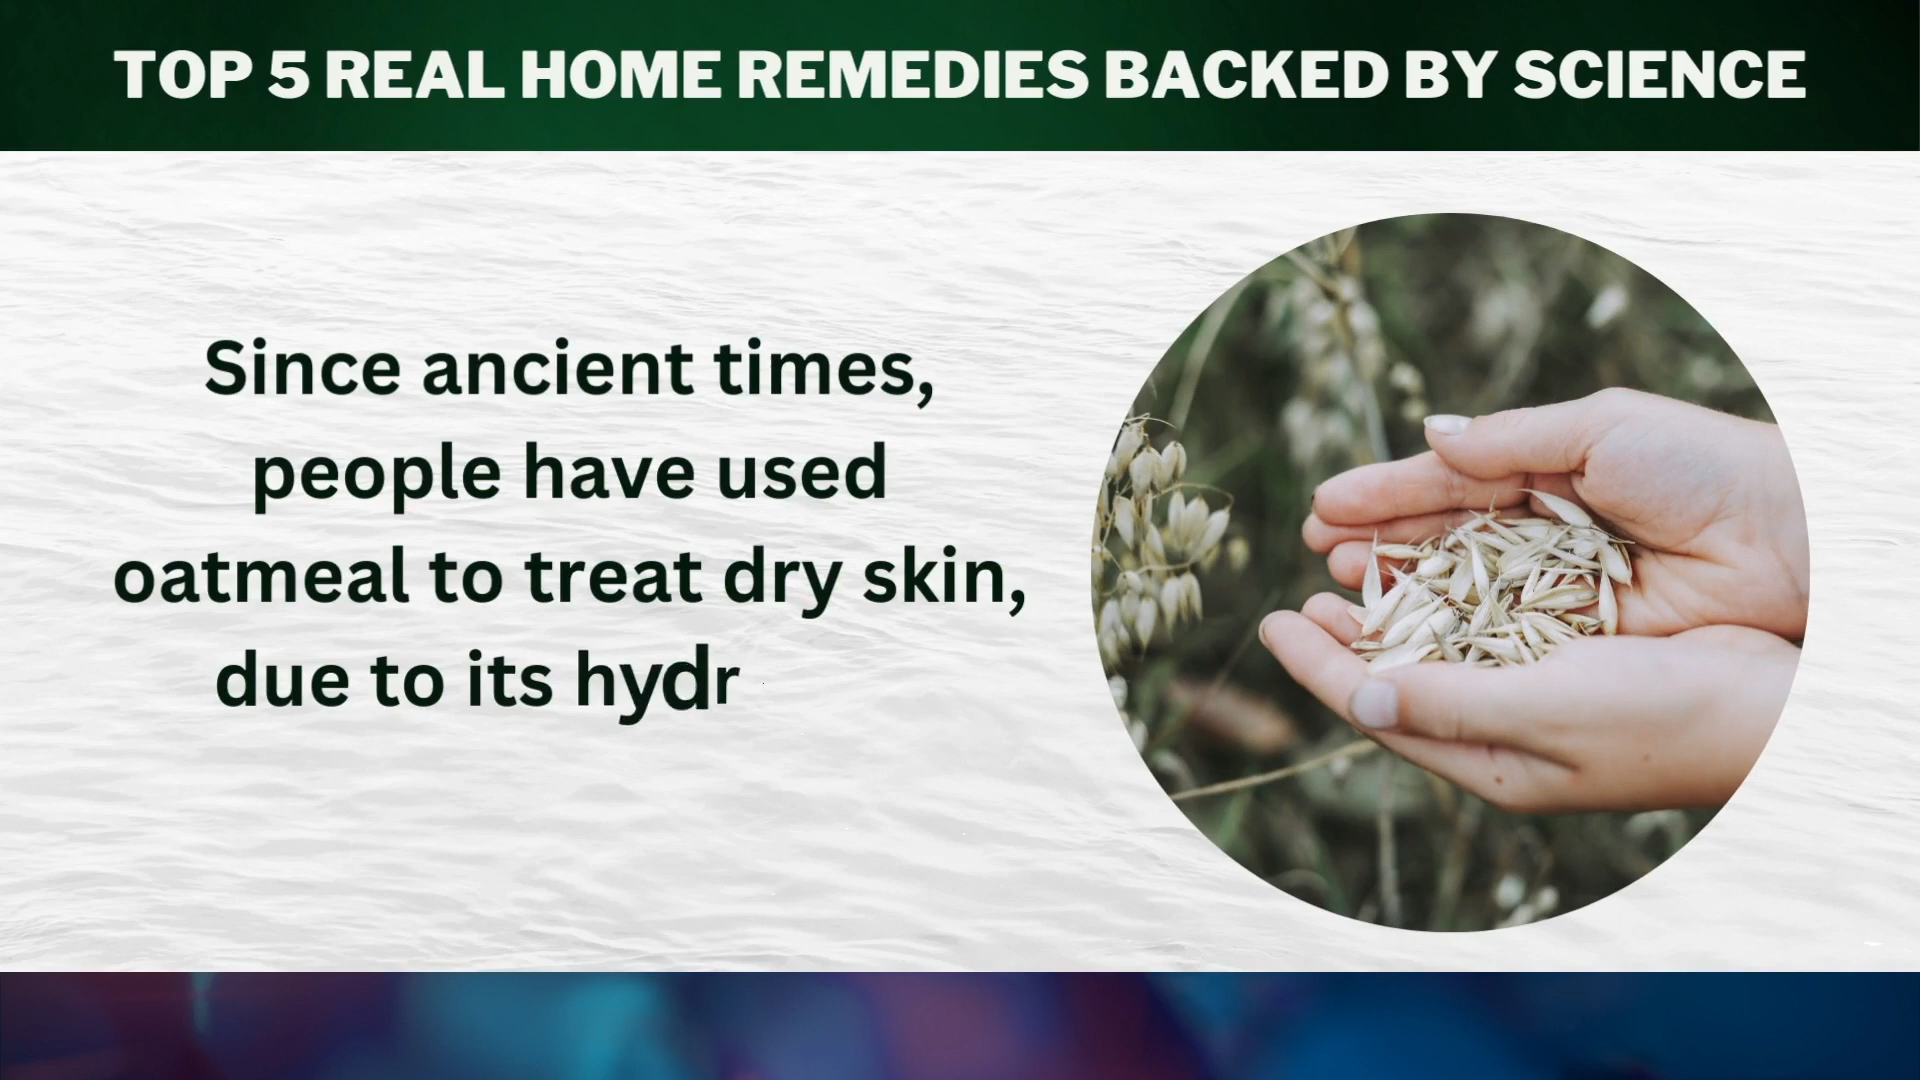 TOP 5 REAL HOME REMEDIES BACKED BY SCIENCE
Since ancient times,
people have used
oatmeal to treat dry skin,
due to its hydr